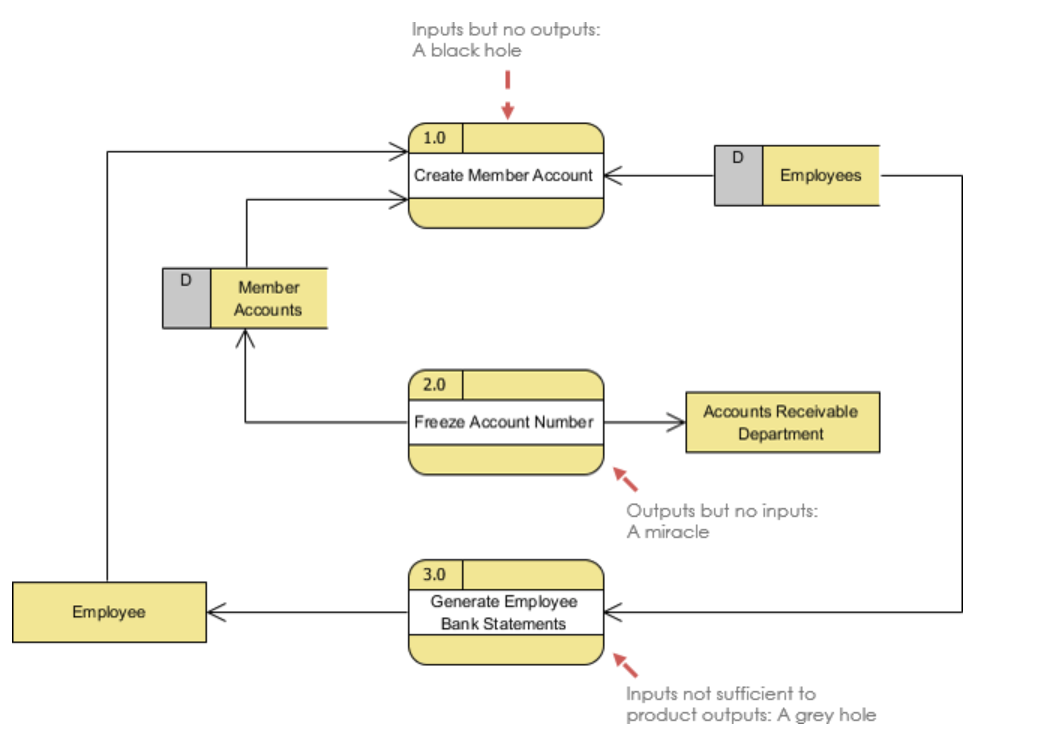 Inputs but no outputs:
A black hole
1.0
Create Member Account
D
Employees
D
Member
Accounts
2.0
Freeze Account Number
Accounts Receivable
Department
Outputs but no inputs:
A miracle
3.0
Generate Employee
Bank Statements
Employee
Inputs not sufficient to
product outputs: A grey hole